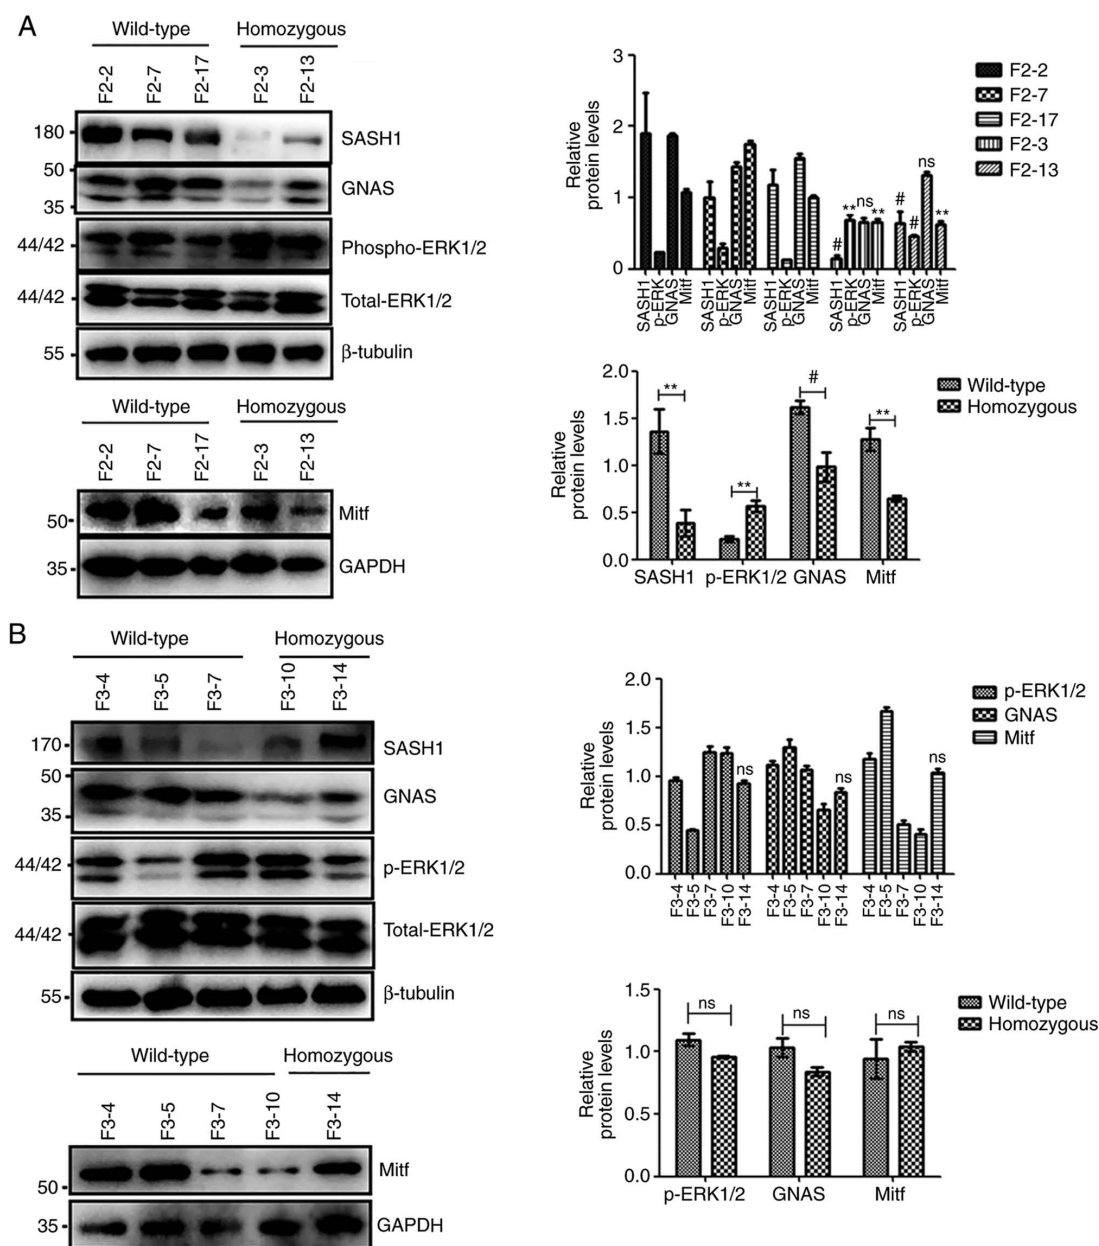 A
Wild-type Homozygous
F2-2 F2-7 F2-17 F2-3 F2-13
180 SASH1
50
GNAS
35
44/42 Phospho-ERK1/2
44/42 Total-ERK1/2
55 β-tubulin
Wild-type Homozygous
F2-2 F2-7 F2-17 F2-3 F2-13
50 Mitf
35 GAPDH
Relative
protein levels
3
2
1
0
# ** ns ** # # ns **
SASH1 p-ERK GNAS Mitf SASH1 p-ERK GNAS Mitf SASH1 p-ERK GNAS Mitf SASH1 p-ERK GNAS Mitf SASH1 p-ERK GNAS Mitf
F2-2
F2-7
F2-17
F2-3
F2-13
Relative
protein levels
2.0
1.5
1.0
0.5
0.0
** ** # **
SASH1 p-ERK1/2 GNAS Mitf
Wild-type
Homozygous
B
Wild-type Homozygous
F3-4 F3-5 F3-7 F3-10 F3-14
170 SASH1
50
GNAS
35
44/42 p-ERK1/2
44/42 Total-ERK1/2
55 β-tubulin
Wild-type Homozygous
F3-4 F3-5 F3-7 F3-10 F3-14
50 Mitf
35 GAPDH
Relative
protein levels
2.0
1.5
1.0
0.5
0.0
ns ns ns
F3-4 F3-5 F3-7 F3-10 F3-14 F3-4 F3-5 F3-7 F3-10 F3-14 F3-4 F3-5 F3-7 F3-10 F3-14
p-ERK1/2
GNAS
Mitf
Relative
protein levels
1.5
1.0
0.5
0.0
ns ns ns
p-ERK1/2 GNAS Mitf
Wild-type
Homozygous